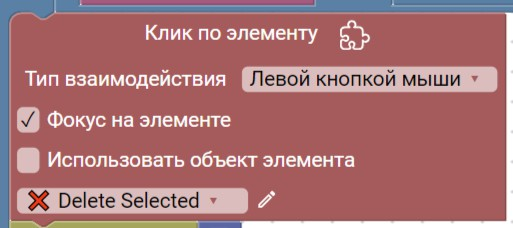 Клик по элементу
Тип взаимодействия Левой кнопкой мыши
Фокус на элементе
Использовать объект элемента
Delete Selected